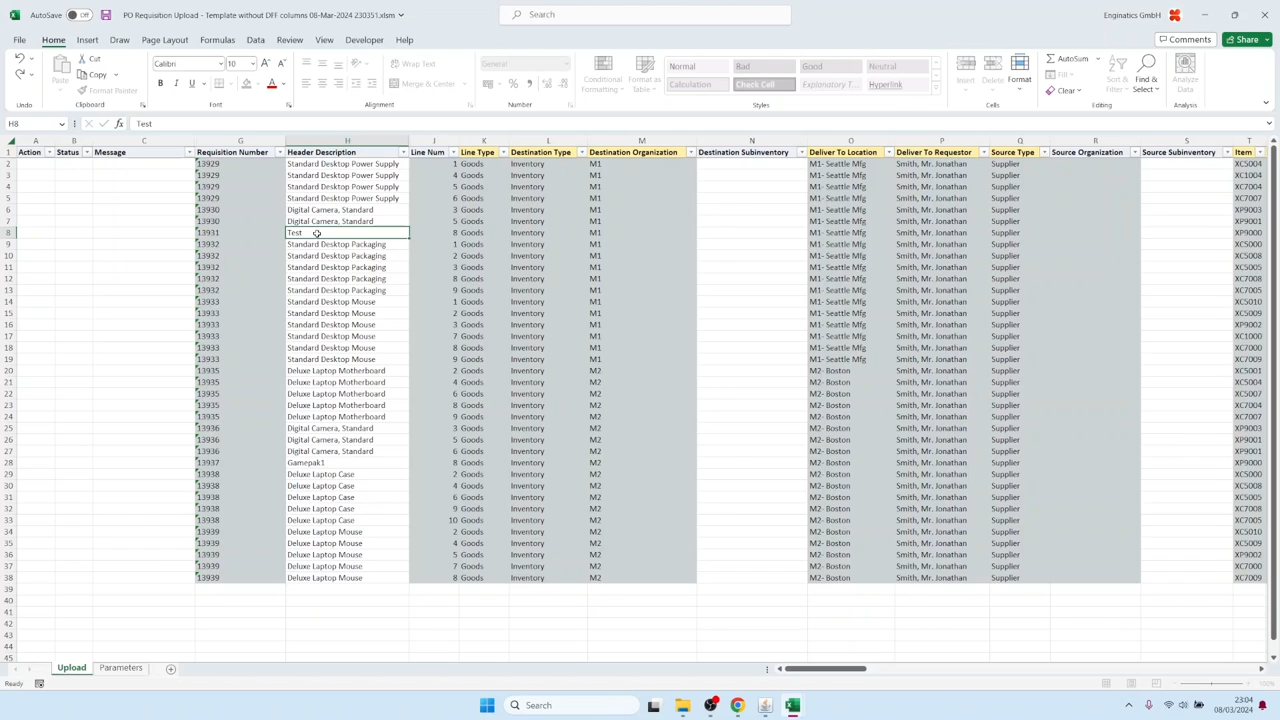 AutoSave Off PO Requisition Upload - Template without DFF columns 08-Mar-2024 230351.xlsm Search Enginatics GmbH
File Home Insert Draw Page Layout Formulas Data Review View Developer Help Comments Share
Paste Cut Copy Format Painter Calibri 10 Wrap Text General Conditional Formatting Format as Table Normal Bad Good Neutral Insert Delete Format AutoSum Fill Clear Sort & Filter Find & Select Analyze Data
B I U Merge & Center Calculation Check Cell Explanatory T... Hyperlink
Undo Clipboard Font Alignment Number Styles Cells Editing Analysis
H8 fx Test
A B C G H J K L M N O P Q R S T
1 Action Status Message Requisition Number Header Description Line Num Line Type Destination Type Destination Organization Destination Subinventory Deliver To Location Deliver To Requestor Source Type Source Organization Source Subinventory Item
2 13929 Standard Desktop Power Supply 1 Goods Inventory M1 M1- Seattle Mfg Smith, Mr. Jonathan Supplier XC5004
3 13929 Standard Desktop Power Supply 4 Goods Inventory M1 M1- Seattle Mfg Smith, Mr. Jonathan Supplier XC1004
4 13929 Standard Desktop Power Supply 5 Goods Inventory M1 M1- Seattle Mfg Smith, Mr. Jonathan Supplier XC7004
5 13929 Standard Desktop Power Supply 6 Goods Inventory M1 M1- Seattle Mfg Smith, Mr. Jonathan Supplier XC7007
6 13930 Digital Camera, Standard 3 Goods Inventory M1 M1- Seattle Mfg Smith, Mr. Jonathan Supplier XP9003
7 13930 Digital Camera, Standard 5 Goods Inventory M1 M1- Seattle Mfg Smith, Mr. Jonathan Supplier XP9001
8 13931 Test 8 Goods Inventory M1 M1- Seattle Mfg Smith, Mr. Jonathan Supplier XP9000
9 13932 Standard Desktop Packaging 1 Goods Inventory M1 M1- Seattle Mfg Smith, Mr. Jonathan Supplier XC5000
10 13932 Standard Desktop Packaging 2 Goods Inventory M1 M1- Seattle Mfg Smith, Mr. Jonathan Supplier XC5008
11 13932 Standard Desktop Packaging 3 Goods Inventory M1 M1- Seattle Mfg Smith, Mr. Jonathan Supplier XC5005
12 13932 Standard Desktop Packaging 8 Goods Inventory M1 M1- Seattle Mfg Smith, Mr. Jonathan Supplier XC7008
13 13932 Standard Desktop Packaging 9 Goods Inventory M1 M1- Seattle Mfg Smith, Mr. Jonathan Supplier XC7005
14 13933 Standard Desktop Mouse 1 Goods Inventory M1 M1- Seattle Mfg Smith, Mr. Jonathan Supplier XC5010
15 13933 Standard Desktop Mouse 2 Goods Inventory M1 M1- Seattle Mfg Smith, Mr. Jonathan Supplier XC5009
16 13933 Standard Desktop Mouse 3 Goods Inventory M1 M1- Seattle Mfg Smith, Mr. Jonathan Supplier XP9002
17 13933 Standard Desktop Mouse 7 Goods Inventory M1 M1- Seattle Mfg Smith, Mr. Jonathan Supplier XC1000
18 13933 Standard Desktop Mouse 8 Goods Inventory M1 M1- Seattle Mfg Smith, Mr. Jonathan Supplier XC7000
19 13933 Standard Desktop Mouse 9 Goods Inventory M1 M1- Seattle Mfg Smith, Mr. Jonathan Supplier XC7009
20 13935 Deluxe Laptop Motherboard 2 Goods Inventory M2 M2- Boston Smith, Mr. Jonathan Supplier XC5001
21 13935 Deluxe Laptop Motherboard 4 Goods Inventory M2 M2- Boston Smith, Mr. Jonathan Supplier XC5004
22 13935 Deluxe Laptop Motherboard 6 Goods Inventory M2 M2- Boston Smith, Mr. Jonathan Supplier XC5007
23 13935 Deluxe Laptop Motherboard 8 Goods Inventory M2 M2- Boston Smith, Mr. Jonathan Supplier XC7004
24 13935 Deluxe Laptop Motherboard 9 Goods Inventory M2 M2- Boston Smith, Mr. Jonathan Supplier XC7007
25 13936 Digital Camera, Standard 3 Goods Inventory M2 M2- Boston Smith, Mr. Jonathan Supplier XP9003
26 13936 Digital Camera, Standard 5 Goods Inventory M2 M2- Boston Smith, Mr. Jonathan Supplier XP9001
27 13936 Digital Camera, Standard 6 Goods Inventory M2 M2- Boston Smith, Mr. Jonathan Supplier XP9001
28 13937 Gamepak1 8 Goods Inventory M2 M2- Boston Smith, Mr. Jonathan Supplier XP9000
29 13938 Deluxe Laptop Case 2 Goods Inventory M2 M2- Boston Smith, Mr. Jonathan Supplier XC5000
30 13938 Deluxe Laptop Case 4 Goods Inventory M2 M2- Boston Smith, Mr. Jonathan Supplier XC5008
31 13938 Deluxe Laptop Case 6 Goods Inventory M2 M2- Boston Smith, Mr. Jonathan Supplier XC5005
32 13938 Deluxe Laptop Case 9 Goods Inventory M2 M2- Boston Smith, Mr. Jonathan Supplier XC7008
33 13938 Deluxe Laptop Case 10 Goods Inventory M2 M2- Boston Smith, Mr. Jonathan Supplier XC7005
34 13939 Deluxe Laptop Mouse 2 Goods Inventory M2 M2- Boston Smith, Mr. Jonathan Supplier XC5010
35 13939 Deluxe Laptop Mouse 4 Goods Inventory M2 M2- Boston Smith, Mr. Jonathan Supplier XC5009
36 13939 Deluxe Laptop Mouse 5 Goods Inventory M2 M2- Boston Smith, Mr. Jonathan Supplier XP9002
37 13939 Deluxe Laptop Mouse 7 Goods Inventory M2 M2- Boston Smith, Mr. Jonathan Supplier XC7000
38 13939 Deluxe Laptop Mouse 8 Goods Inventory M2 M2- Boston Smith, Mr. Jonathan Supplier XC7009
39
40
41
42
43
44
45
Upload Parameters
Ready 100%
Search 23:04
08/03/2024